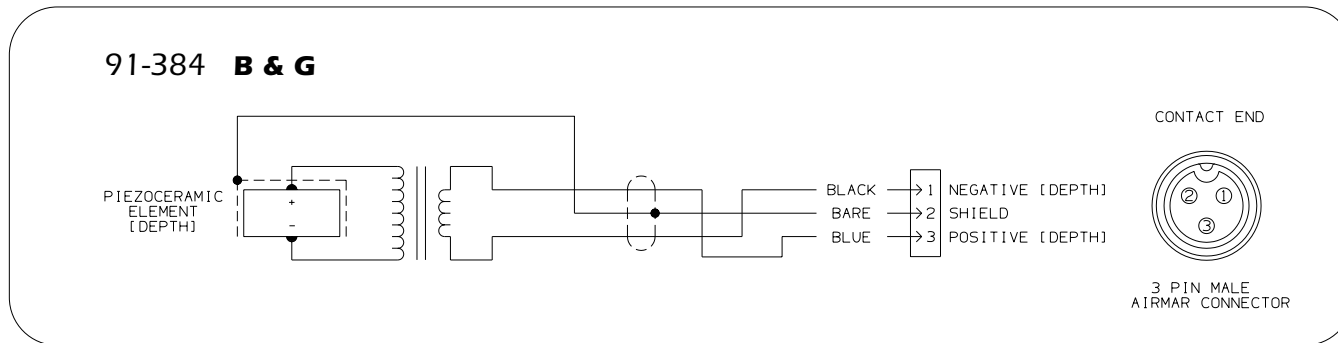 91-384 B & G
PIEZOCERAMIC
ELEMENT
[DEPTH]
+
-
BLACK 1 NEGATIVE [DEPTH]
BARE 2 SHIELD
BLUE 3 POSITIVE [DEPTH]
CONTACT END
2 1
3
3 PIN MALE
AIRMAR CONNECTOR